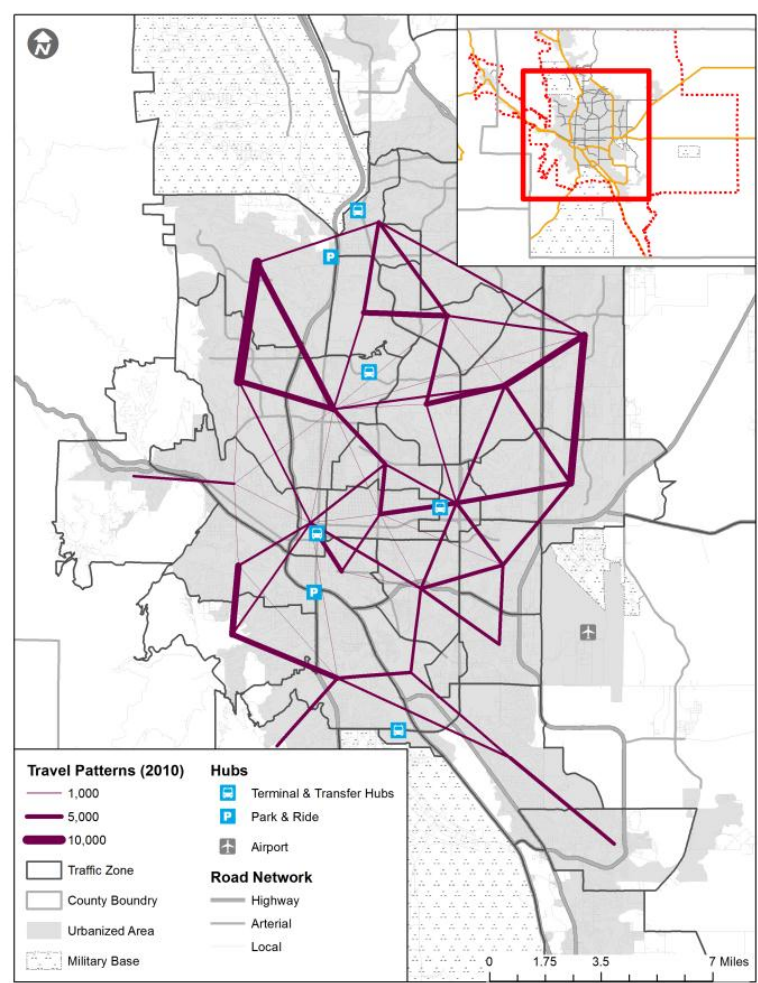 N
P
P
Travel Patterns (2010)
1,000
5,000
10,000
Traffic Zone
County Boundry
Urbanized Area
Military Base
Hubs
Terminal & Transfer Hubs
P Park & Ride
Airport
Road Network
Highway
Arterial
Local
0 1.75 3.5 7 Miles